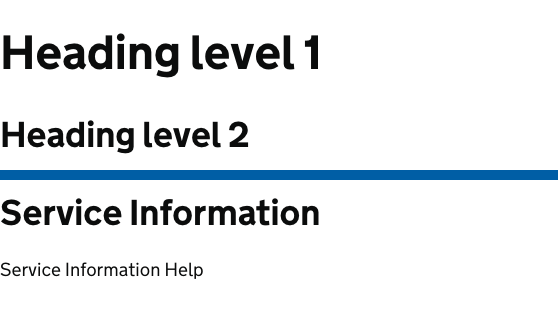 Heading level 1
Heading level 2
Service Information
Service Information Help